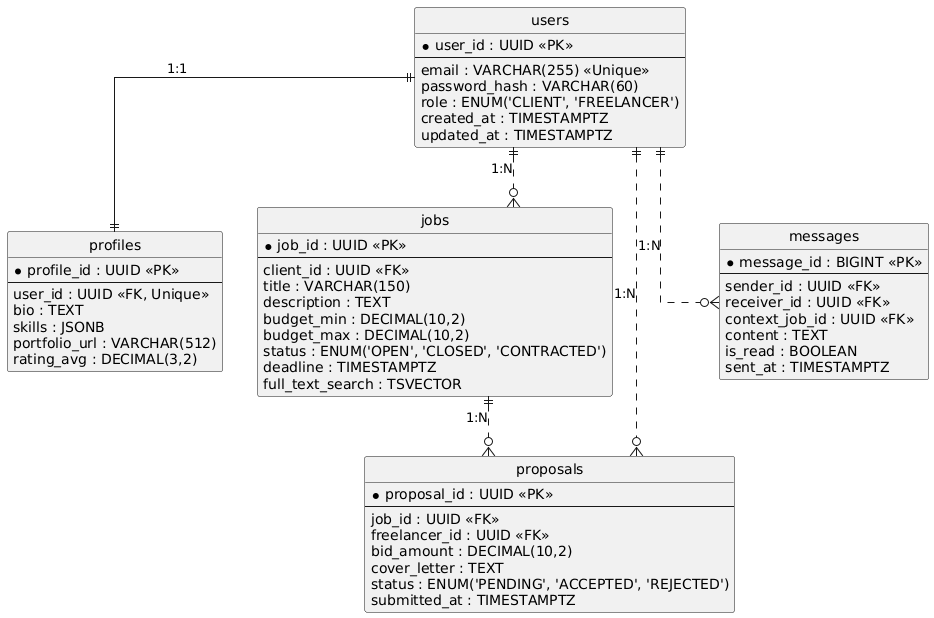 users
user_id : UUID «PK»
email : VARCHAR(255) «Unique»
password_hash : VARCHAR(60)
role : ENUM('CLIENT', 'FREELANCER')
created_at : TIMESTAMPTZ
updated_at : TIMESTAMPTZ
1:1
1:N
profiles
profile_id : UUID «PK»
user_id : UUID «FK, Unique»
bio : TEXT
skills : JSONB
portfolio_url : VARCHAR(512)
rating_avg : DECIMAL(3,2)
jobs
job_id : UUID «PK»
client_id : UUID «FK»
title : VARCHAR(150)
description : TEXT
budget_min : DECIMAL(10,2)
budget_max : DECIMAL(10,2)
status : ENUM('OPEN', 'CLOSED', 'CONTRACTED')
deadline : TIMESTAMPTZ
full_text_search : TSVECTOR
1:N
1:N
messages
message_id : BIGINT «PK»
sender_id : UUID «FK»
receiver_id : UUID «FK»
context_job_id : UUID «FK»
content : TEXT
is_read : BOOLEAN
sent_at : TIMESTAMPTZ
1:N
proposals
proposal_id : UUID «PK»
job_id : UUID «FK»
freelancer_id : UUID «FK»
bid_amount : DECIMAL(10,2)
cover_letter : TEXT
status : ENUM('PENDING', 'ACCEPTED', 'REJECTED')
submitted_at : TIMESTAMPTZ